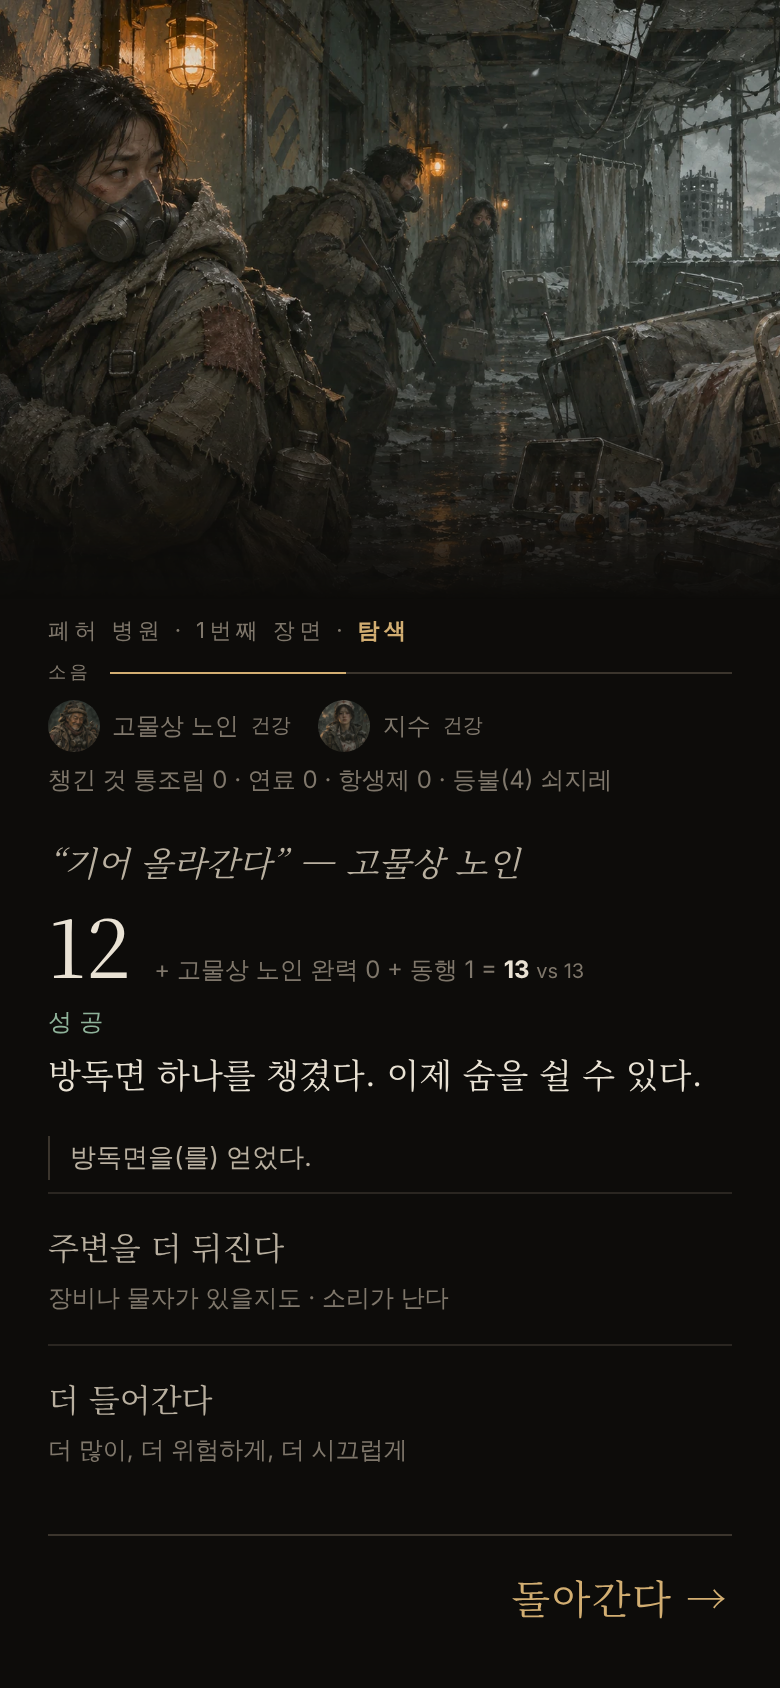 폐허 병원 · 1번째 장면 · 탐색
소음
고물상 노인 건강 지수 건강
챙긴 것 통조림 0 · 연료 0 · 항생제 0 · 등불(4) 쇠지레
“기어 올라간다” — 고물상 노인
12 + 고물상 노인 완력 0 + 동행 1 = 13 vs 13
성공
방독면 하나를 챙겼다. 이제 숨을 쉴 수 있다.
방독면을(를) 얻었다.
주변을 더 뒤진다
장비나 물자가 있을지도 · 소리가 난다
더 들어간다
더 많이, 더 위험하게, 더 시끄럽게
돌아간다 →